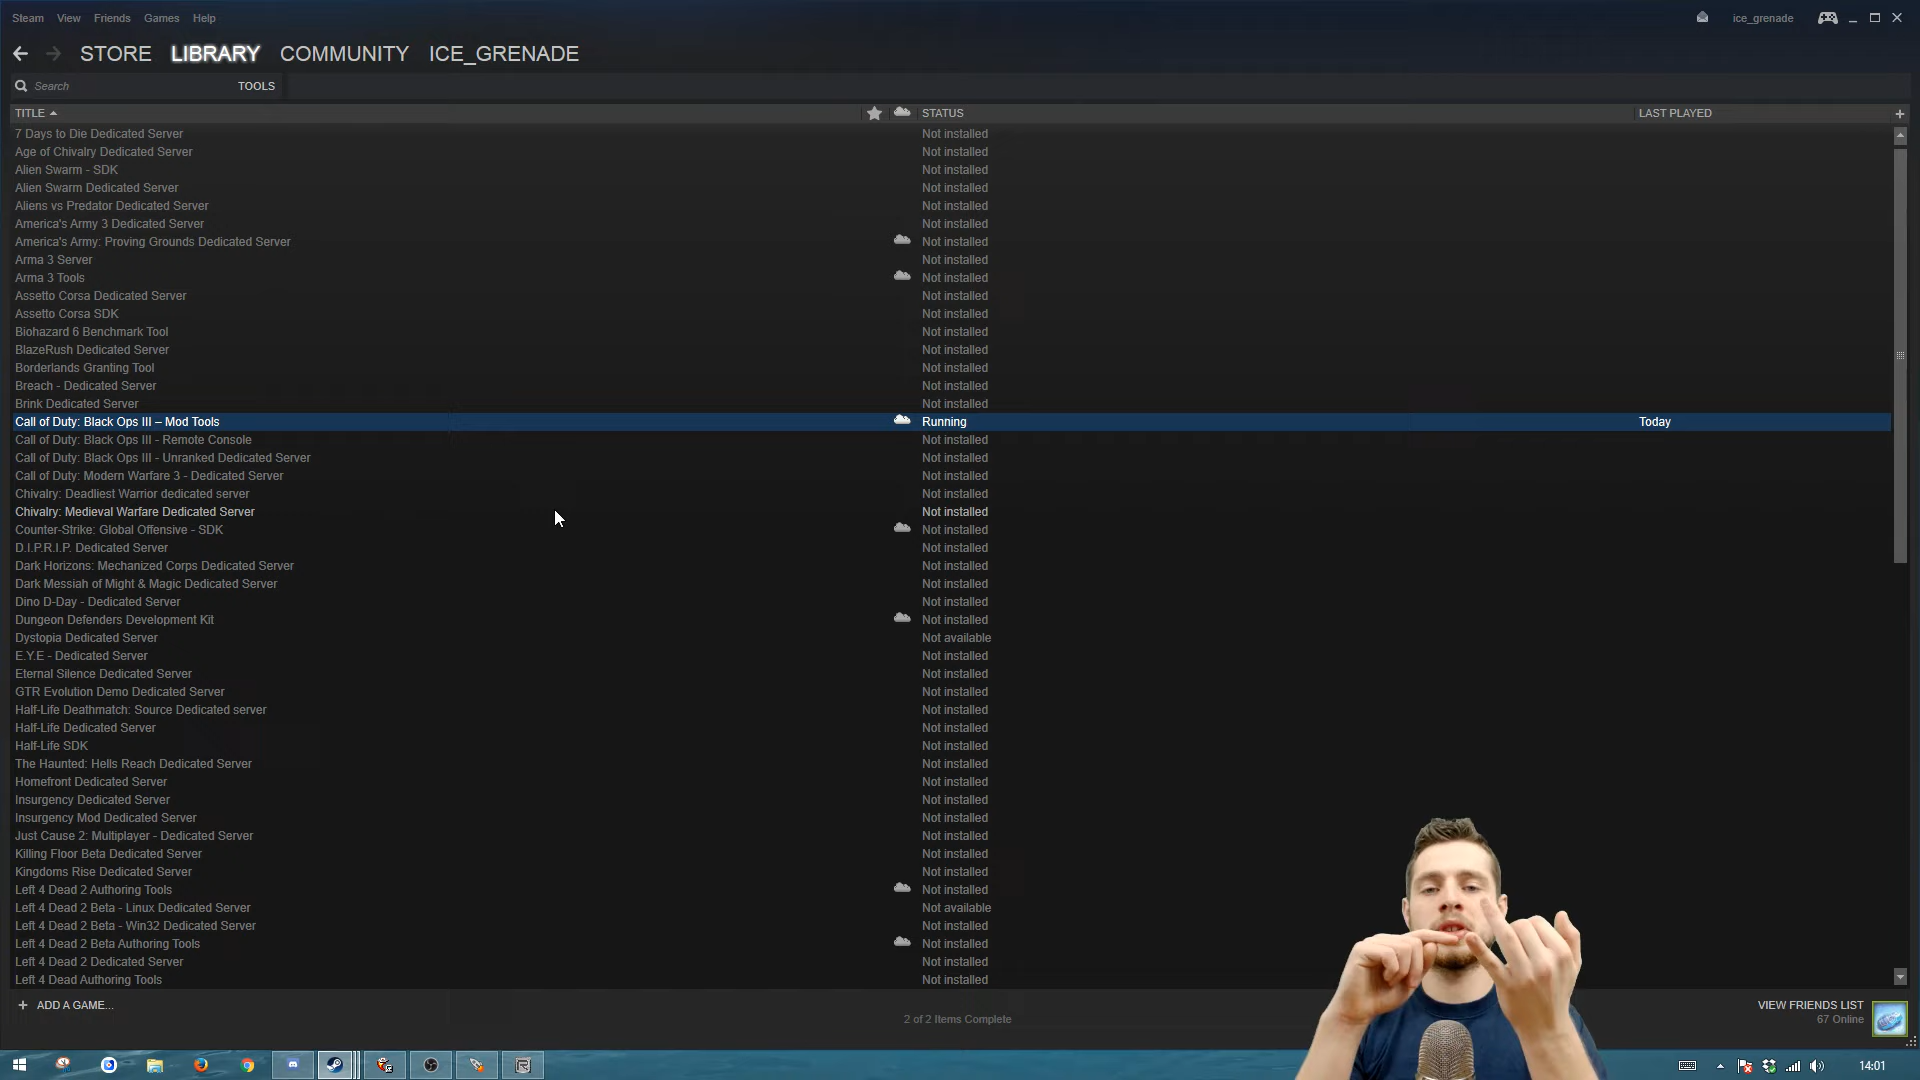 Steam View Friends Games Help ice_grenade
STORE LIBRARY COMMUNITY ICE_GRENADE
Search TOOLS
TITLE STATUS LAST PLAYED
7 Days to Die Dedicated Server Not installed
Age of Chivalry Dedicated Server Not installed
Alien Swarm - SDK Not installed
Alien Swarm Dedicated Server Not installed
Aliens vs Predator Dedicated Server Not installed
America's Army 3 Dedicated Server Not installed
America's Army: Proving Grounds Dedicated Server Not installed
Arma 3 Server Not installed
Arma 3 Tools Not installed
Assetto Corsa Dedicated Server Not installed
Assetto Corsa SDK Not installed
Biohazard 6 Benchmark Tool Not installed
BlazeRush Dedicated Server Not installed
Borderlands Granting Tool Not installed
Breach - Dedicated Server Not installed
Brink Dedicated Server Not installed
Call of Duty: Black Ops III – Mod Tools Running Today
Call of Duty: Black Ops III - Remote Console Not installed
Call of Duty: Black Ops III - Unranked Dedicated Server Not installed
Call of Duty: Modern Warfare 3 - Dedicated Server Not installed
Chivalry: Deadliest Warrior dedicated server Not installed
Chivalry: Medieval Warfare Dedicated Server Not installed
Counter-Strike: Global Offensive - SDK Not installed
D.I.P.R.I.P. Dedicated Server Not installed
Dark Horizons: Mechanized Corps Dedicated Server Not installed
Dark Messiah of Might & Magic Dedicated Server Not installed
Dino D-Day - Dedicated Server Not installed
Dungeon Defenders Development Kit Not installed
Dystopia Dedicated Server Not available
E.Y.E - Dedicated Server Not installed
Eternal Silence Dedicated Server Not installed
GTR Evolution Demo Dedicated Server Not installed
Half-Life Deathmatch: Source Dedicated server Not installed
Half-Life Dedicated Server Not installed
Half-Life SDK Not installed
The Haunted: Hells Reach Dedicated Server Not installed
Homefront Dedicated Server Not installed
Insurgency Dedicated Server Not installed
Insurgency Mod Dedicated Server Not installed
Just Cause 2: Multiplayer - Dedicated Server Not installed
Killing Floor Beta Dedicated Server Not installed
Kingdoms Rise Dedicated Server Not installed
Left 4 Dead 2 Authoring Tools Not installed
Left 4 Dead 2 Beta - Linux Dedicated Server Not available
Left 4 Dead 2 Beta - Win32 Dedicated Server Not installed
Left 4 Dead 2 Beta Authoring Tools Not installed
Left 4 Dead 2 Dedicated Server Not installed
Left 4 Dead Authoring Tools Not installed
+ ADD A GAME... VIEW FRIENDS LIST
2 of 2 Items Complete 67 Online
14:01